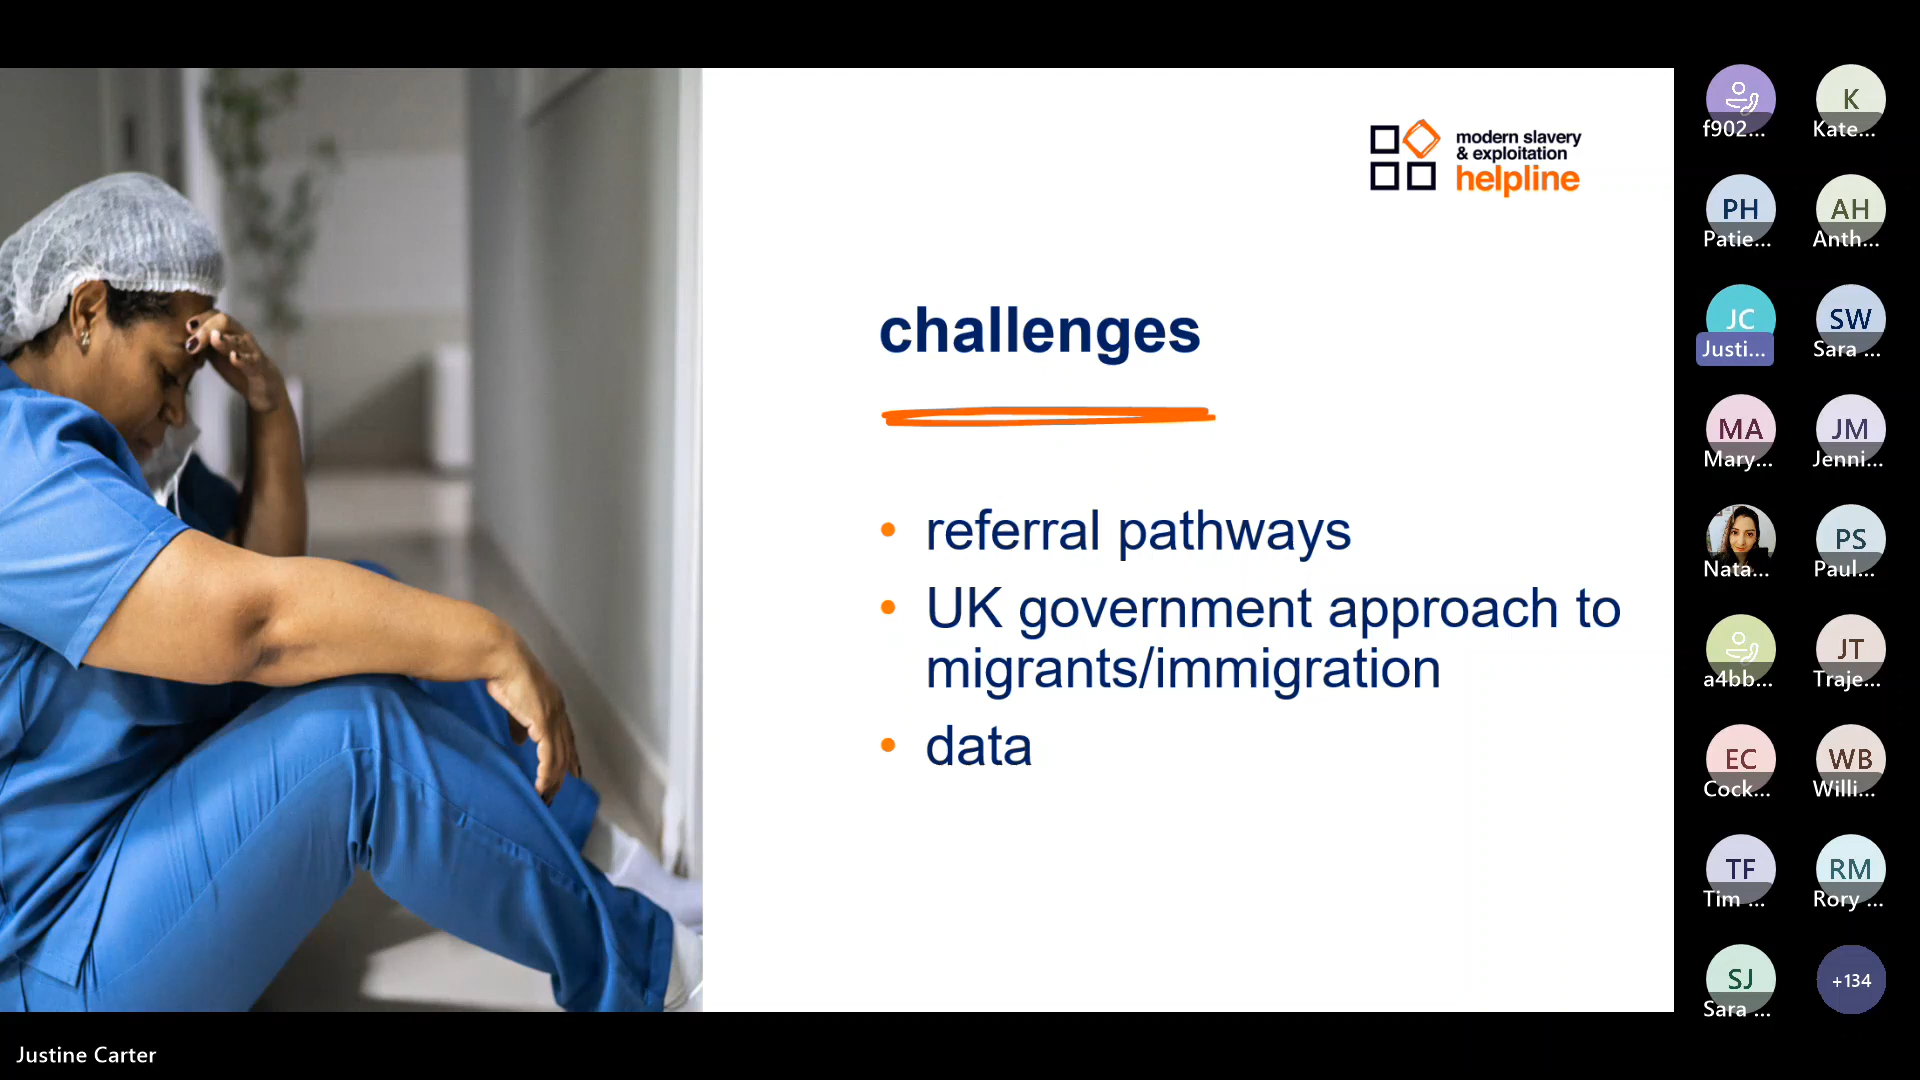 modern slavery
& exploitation
helpline
challenges
• referral pathways
• UK government approach to
migrants/immigration
• data
f902...
K
Kate...
PH
Patie...
AH
Anth...
JC
Justi...
SW
Sara ...
MA
Mary...
JM
Jenni...
Nata...
PS
Paul...
a4bb...
JT
Traje...
EC
Cock...
WB
Willi...
TF
Tim ...
RM
Rory ...
SJ
Sara ...
+134
Justine Carter